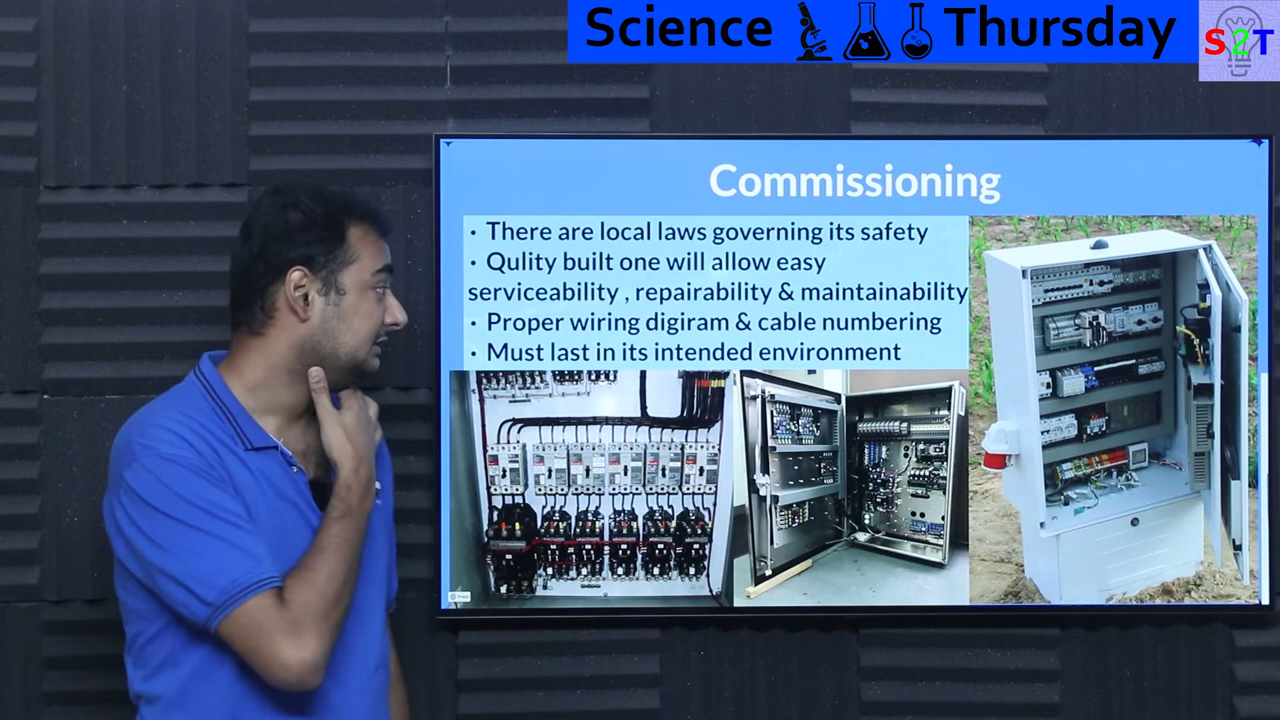 Science Thursday
S2T
Commissioning
• There are local laws governing its safety
• Qulity built one will allow easy
serviceability , repairability & maintainability
• Proper wiring digiram & cable numbering
• Must last in its intended environment